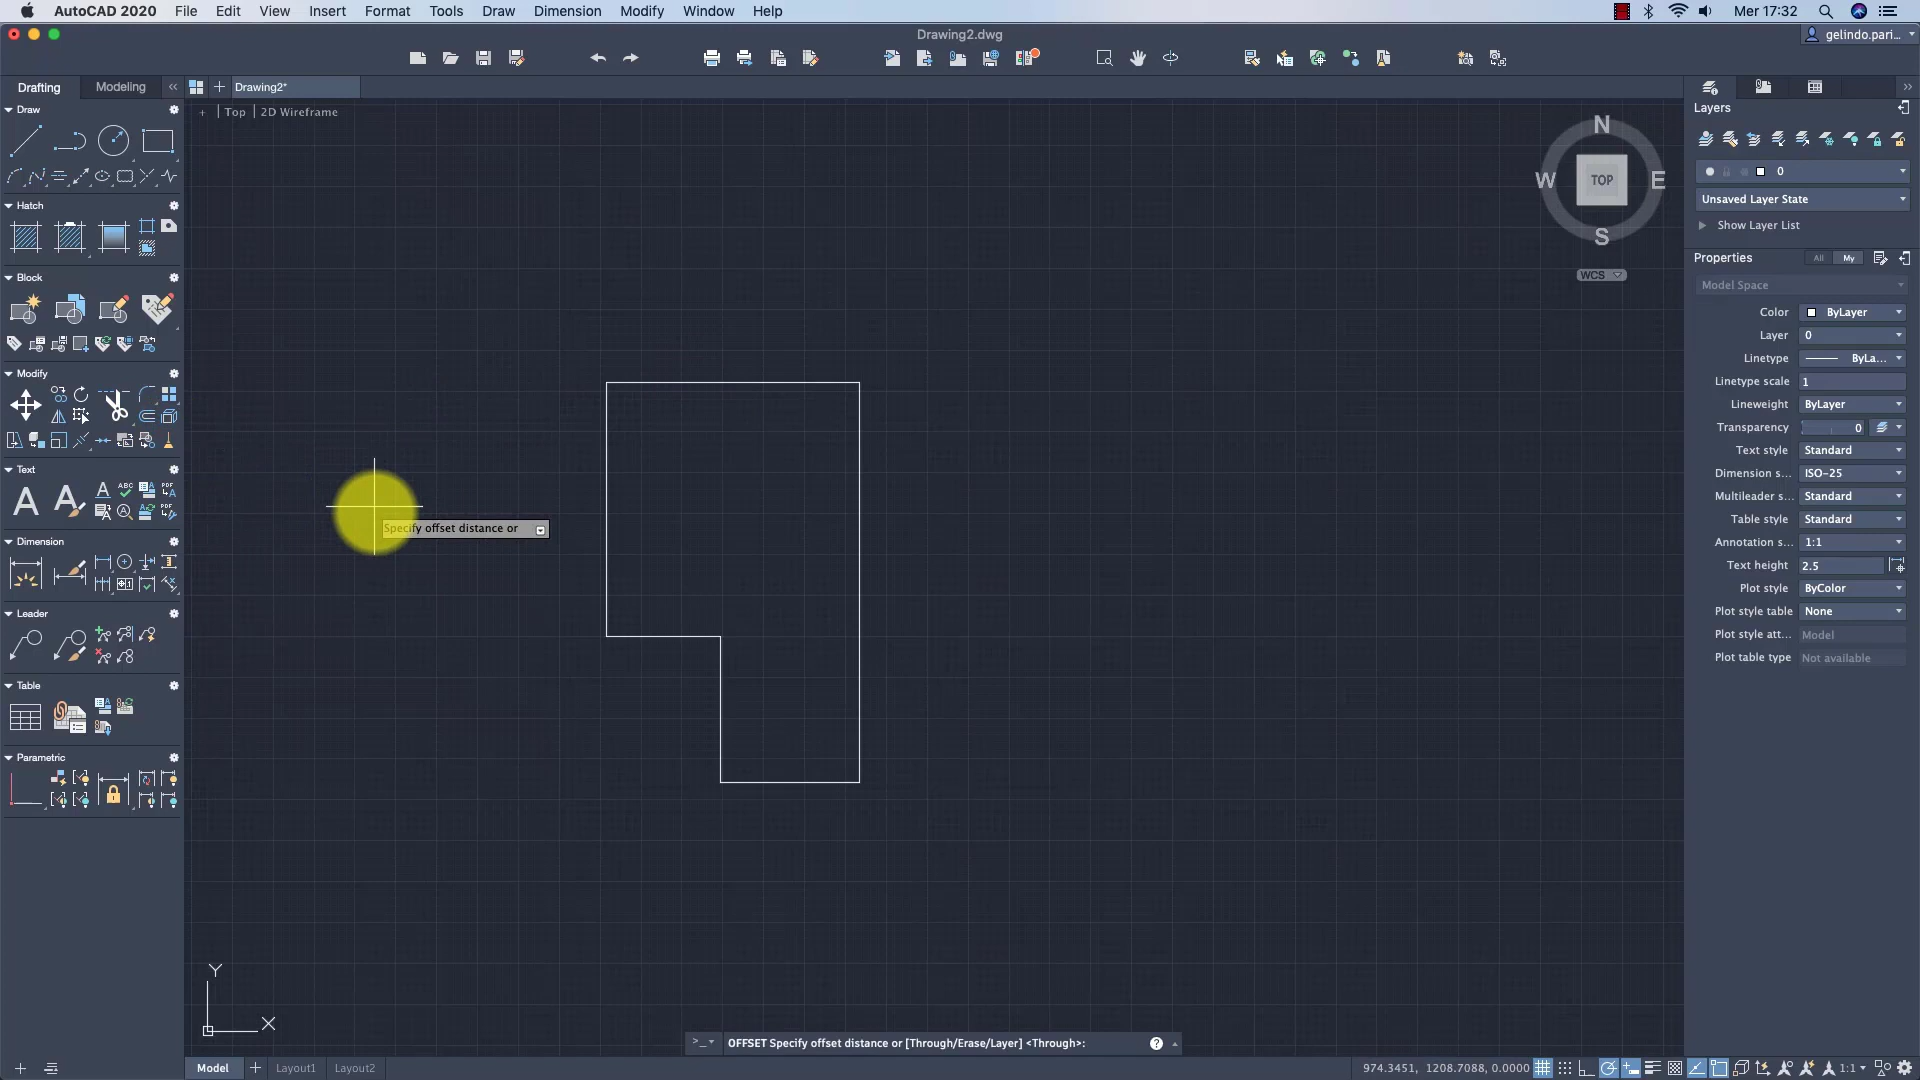 AutoCAD 2020 File Edit View Insert Format Tools Draw Dimension Modify Window Help Mer 17:32
Drawing2.dwg
gelindo.pari...
Drafting Modeling Drawing2*
+ | Top | 2D Wireframe
Draw
Hatch
Block
Modify
Text
Dimension
Leader
Table
Parametric
N
W TOP E
S
WCS
Specify offset distance or
Layers
0
Unsaved Layer State
Show Layer List
Properties All My
Model Space
Color ByLayer
Layer 0
Linetype ByLa...
Linetype scale 1
Lineweight ByLayer
Transparency 0
Text style Standard
Dimension s... ISO-25
Multileader s... Standard
Table style Standard
Annotation s... 1:1
Text height 2.5
Plot style ByColor
Plot style table None
Plot style att... Model
Plot table type Not available
Y
X
>_ OFFSET Specify offset distance or [Through/Erase/Layer] <Through>:
Model + Layout1 Layout2
974.3451, 1208.7088, 0.0000 1:1